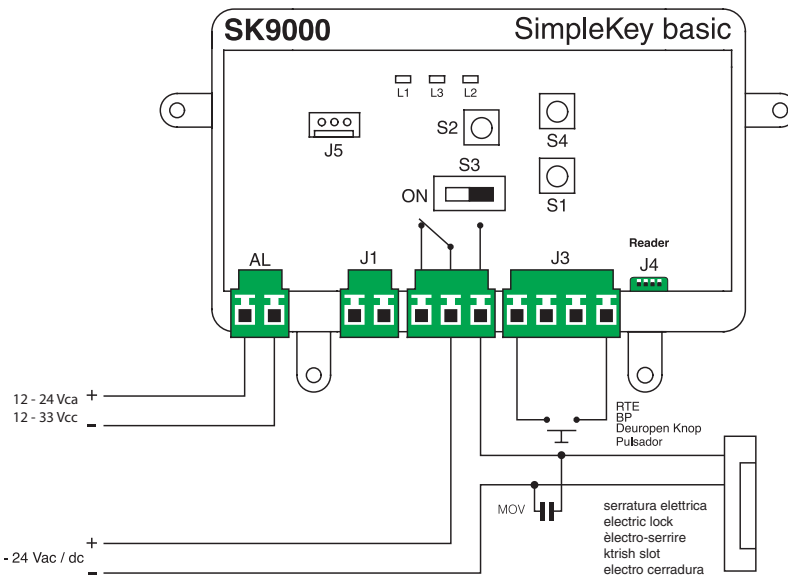 SK9000 SimpleKey basic
L1 L3 L2
J5
S2
S4
S3
ON
S1
AL
J1
J3
Reader
J4
12 - 24 Vca +
12 - 33 Vcc -
RTE
BP
Deuropen Knop
Pulsador
MOV
serratura elettrica
electric lock
èlectro-serrire
ktrish slot
electro cerradura
+
- 24 Vac / dc
-